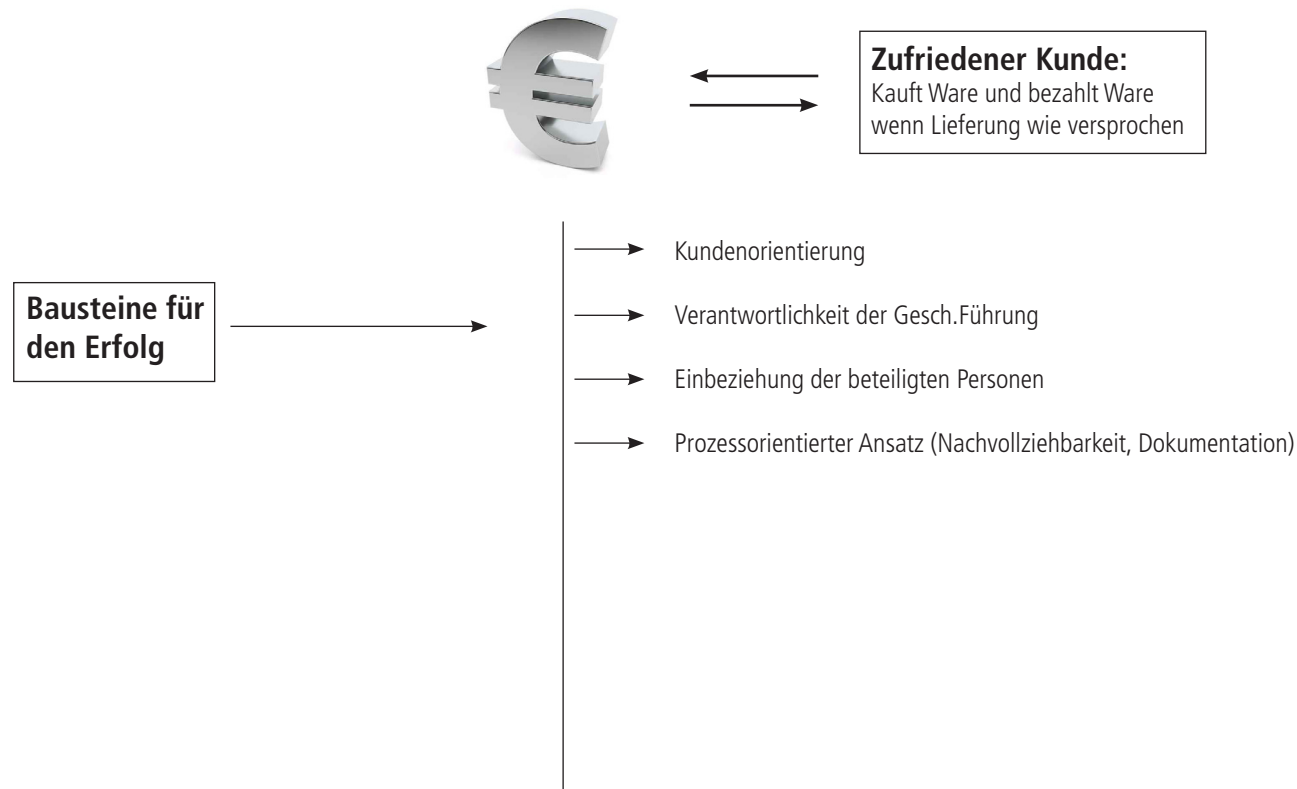 Zufriedener Kunde:
Kauft Ware und bezahlt Ware
wenn Lieferung wie versprochen
Kundenorientierung
Bausteine für
den Erfolg
Verantwortlichkeit der Gesch.Führung
Einbeziehung der beteiligten Personen
Prozessorientierter Ansatz (Nachvollziehbarkeit, Dokumentation)